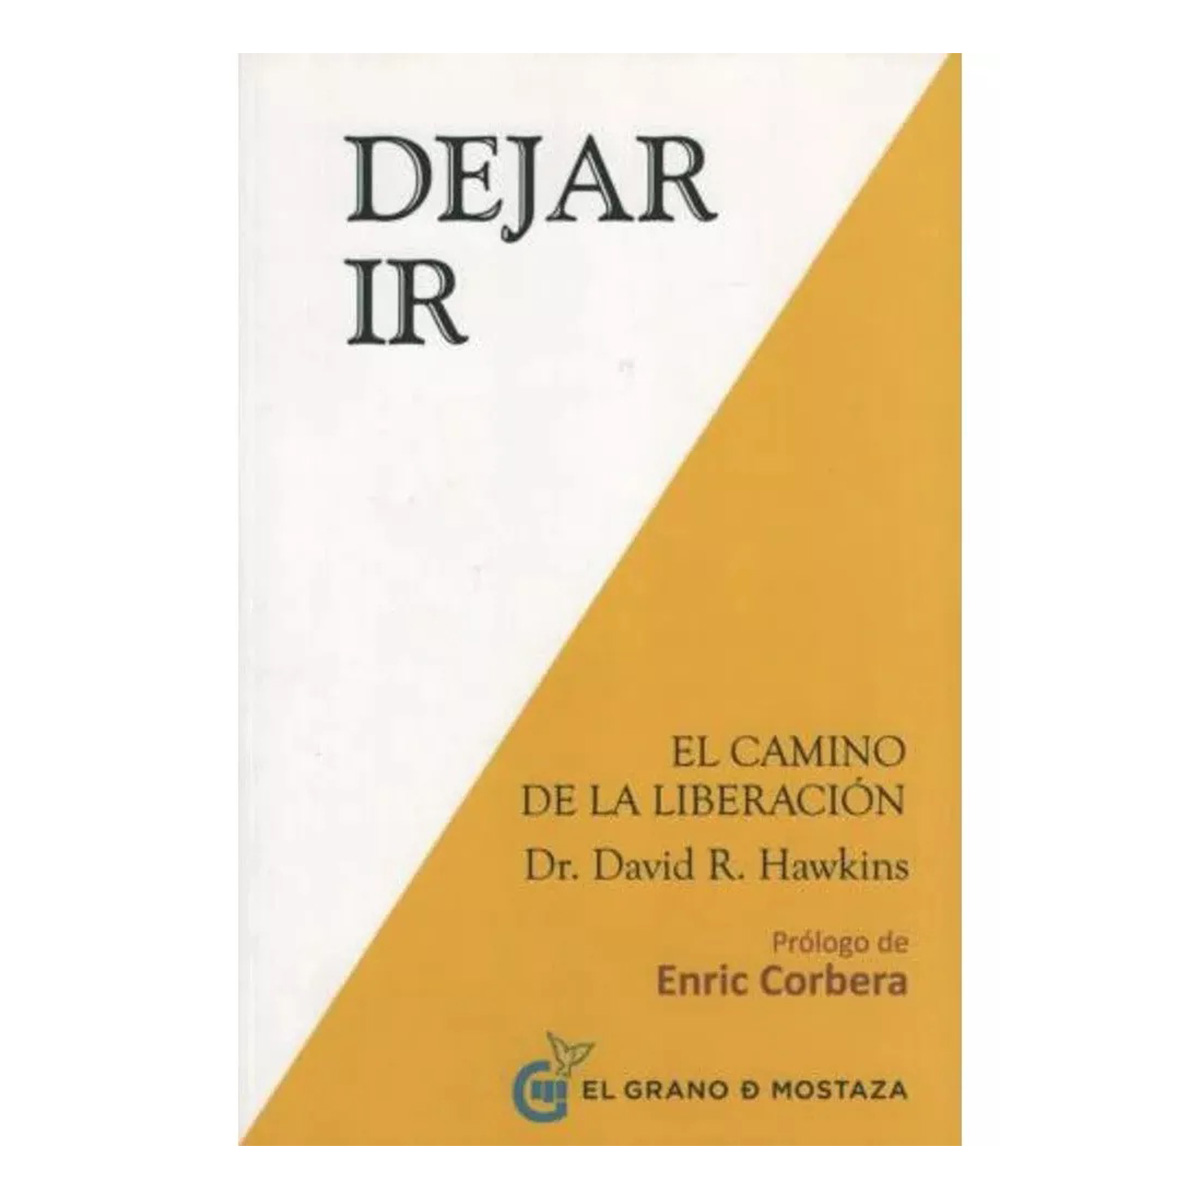 DEJAR
IR
EL CAMINO
DE LA LIBERACIÓN
Dr. David R. Hawkins
Prólogo de
Enric Corbera
EL GRANO Đ MOSTAZA